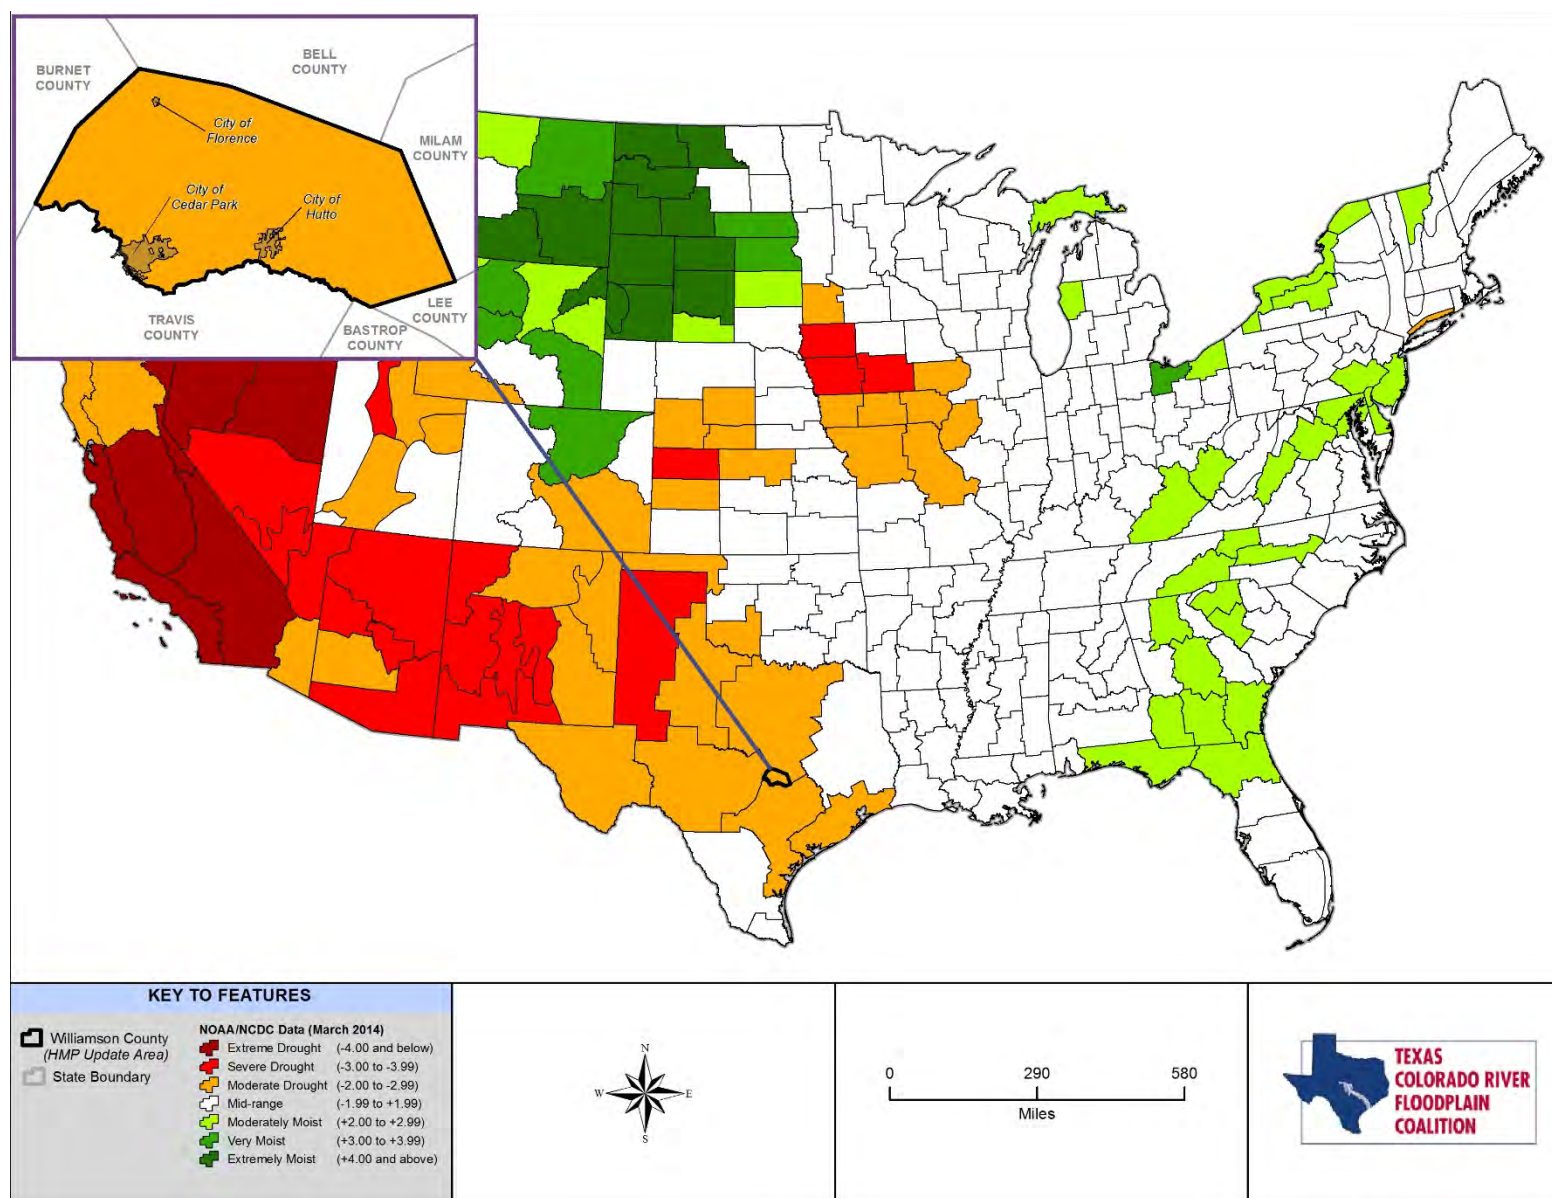 BELL
COUNTY
BURNET
COUNTY
City of
Florence
MILAM
COUNTY
City of
Cedar Park
City of
Hutto
LEE
COUNTY
TRAVIS
COUNTY
BASTROP
COUNTY
KEY TO FEATURES
Williamson County
(HMP Update Area)
State Boundary
NOAA/NCDC Data (March 2014)
Extreme Drought (-4.00 and below)
Severe Drought (-3.00 to -3.99)
Moderate Drought (-2.00 to -2.99)
Mid-range (-1.99 to +1.99)
Moderately Moist (+2.00 to +2.99)
Very Moist (+3.00 to +3.99)
Extremely Moist (+4.00 and above)
N
W E
S
0 290 580
Miles
TEXAS
COLORADO RIVER
FLOODPLAIN
COALITION